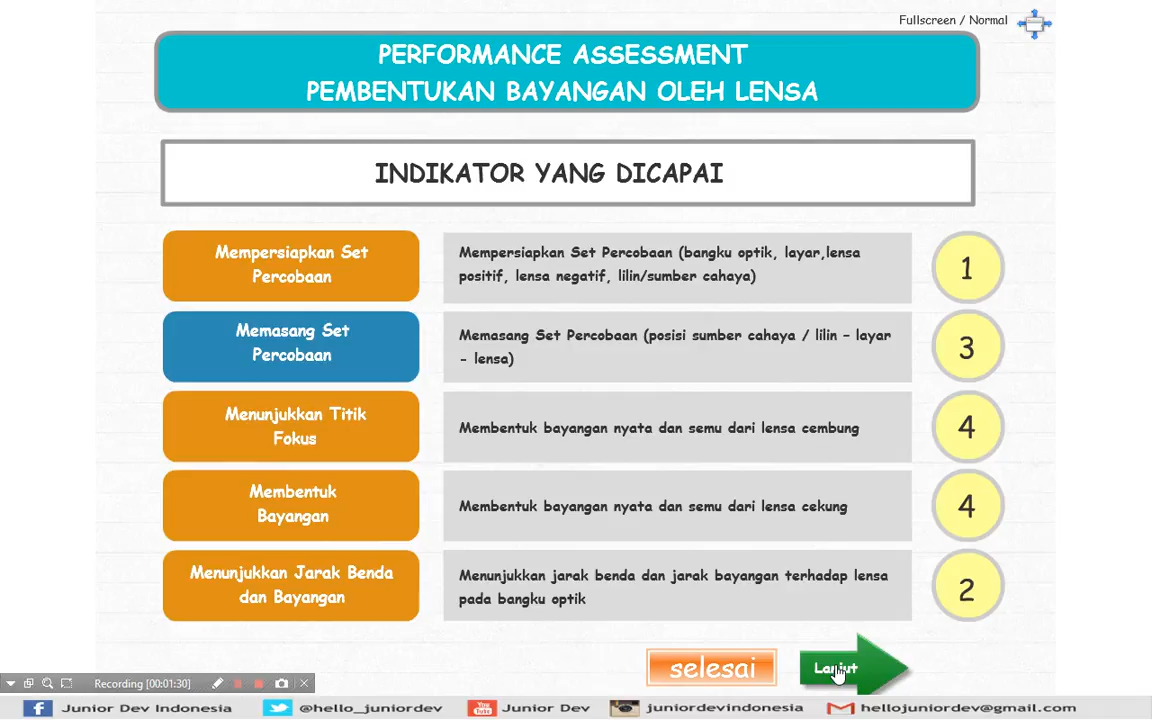 Fullscreen / Normal
PERFORMANCE ASSESSMENT
PEMBENTUKAN BAYANGAN OLEH LENSA
INDIKATOR YANG DICAPAI
Mempersiapkan Set
Percobaan
Mempersiapkan Set Percobaan (bangku optik, layar,lensa
positif, lensa negatif, lilin/sumber cahaya)
1
Memasang Set
Percobaan
Memasang Set Percobaan (posisi sumber cahaya / lilin – layar
- lensa)
3
Menunjukkan Titik
Fokus
Membentuk bayangan nyata dan semu dari lensa cembung
4
Membentuk
Bayangan
Membentuk bayangan nyata dan semu dari lensa cekung
4
Menunjukkan Jarak Benda
dan Bayangan
Menunjukkan jarak benda dan jarak bayangan terhadap lensa
pada bangku optik
2
selesai
Lanjut
Recording [00:01:30]
Junior Dev Indonesia
@hello_juniordev
You Tube
Junior Dev
juniordevindonesia
hellojuniordev@gmail.com